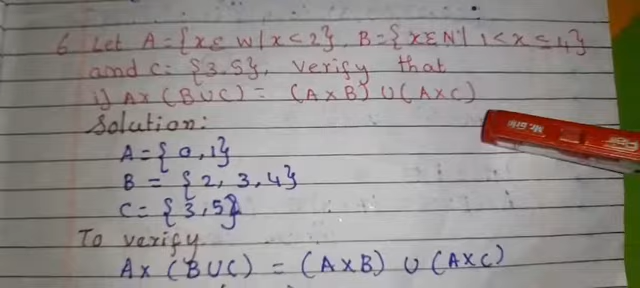 6 Let A = {x ∈ W / x < 2}, B = {x ∈ N / 1 < x ≤ 4}
and C = {3.5}, verify that
i) A x (B ∪ C) = (A x B) ∪ (A x C)
Solution:
A = {0, 1}
B = {2, 3, 4}
C = {3, 5}
To verify
A x (B ∪ C) = (A x B) ∪ (A x C)